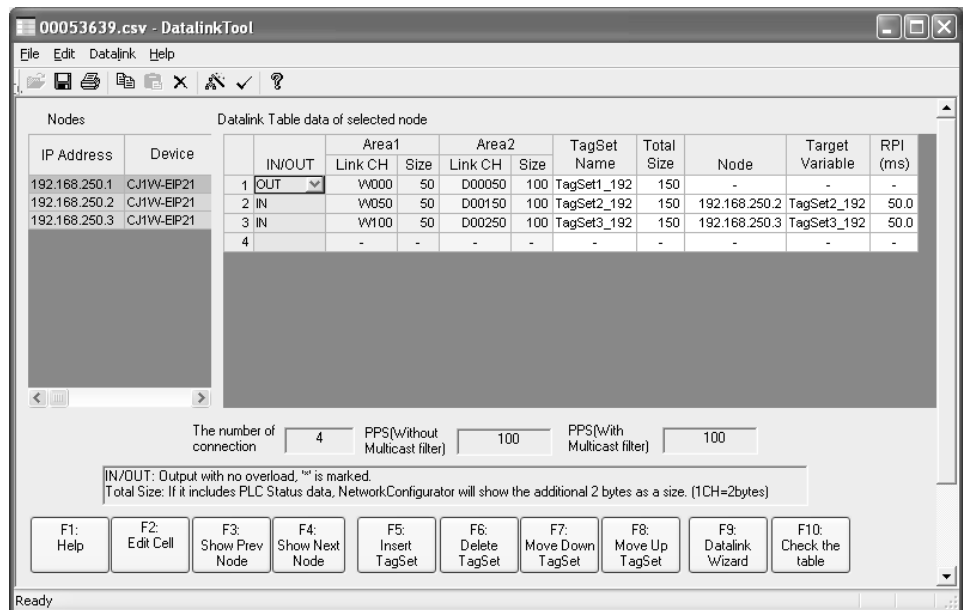 00053639.csv - DatalinkTool
File Edit Datalink Help
Nodes
Datalink Table data of selected node
IP Address Device
192.168.250.1 CJ1W-EIP21
192.168.250.2 CJ1W-EIP21
192.168.250.3 CJ1W-EIP21
Area1 Area2 TagSet Total Target RPI
IN/OUT Link CH Size Link CH Size Name Size Node Variable (ms)
1 OUT W000 50 D00050 100 TagSet1_192 150 - - -
2 IN W050 50 D00150 100 TagSet2_192 150 192.168.250.2 TagSet2_192 50.0
3 IN W100 50 D00250 100 TagSet3_192 150 192.168.250.3 TagSet3_192 50.0
4 - - - - - - - - -
The number of connection 4
PPS(Without Multicast filter) 100
PPS(With Multicast filter) 100
IN/OUT: Output with no overload, '*' is marked.
Total Size: If it includes PLC Status data, NetworkConfigurator will show the additional 2 bytes as a size. (1CH=2bytes)
F1: Help
F2: Edit Cell
F3: Show Prev Node
F4: Show Next Node
F5: Insert TagSet
F6: Delete TagSet
F7: Move Down TagSet
F8: Move Up TagSet
F9: Datalink Wizard
F10: Check the table
Ready